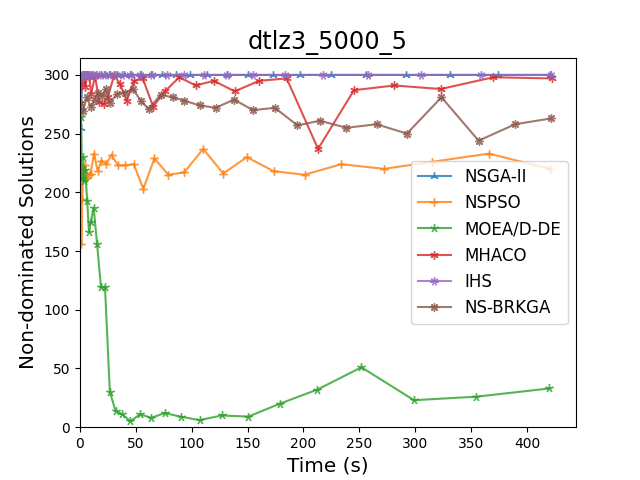 dtlz3_5000_5
Non-dominated Solutions
300
250
200
150
100
50
0
0 50 100 150 200 250 300 350 400
Time (s)
NSGA-II
NSPSO
MOEA/D-DE
MHACO
IHS
NS-BRKGA